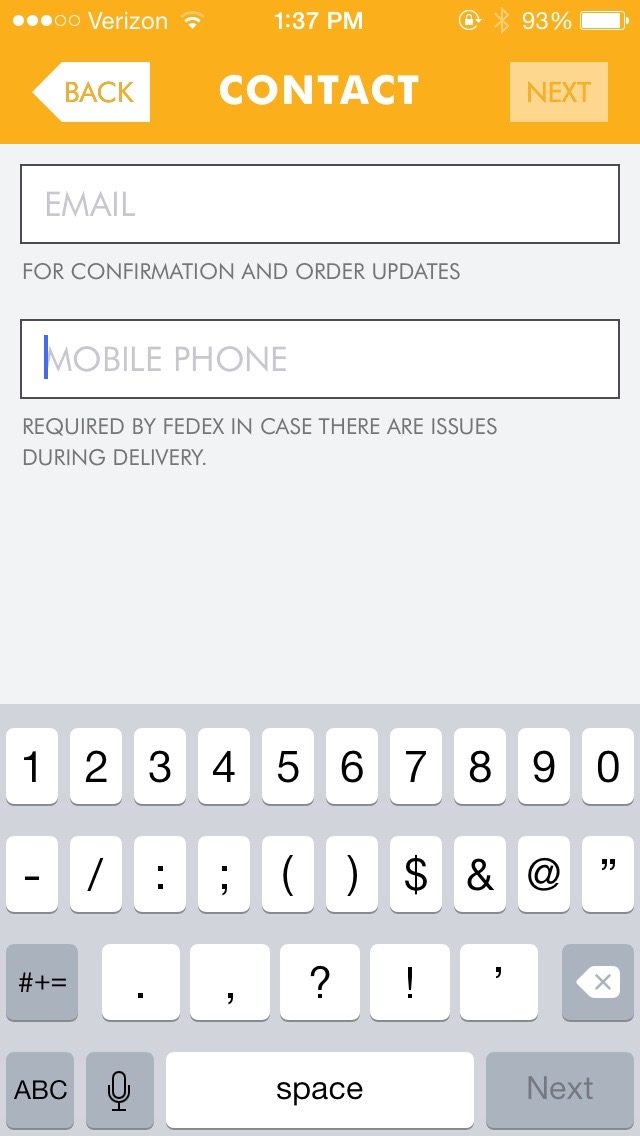 Verizon 1:37 PM 93%
BACK CONTACT NEXT
EMAIL
FOR CONFIRMATION AND ORDER UPDATES
MOBILE PHONE
REQUIRED BY FEDEX IN CASE THERE ARE ISSUES
DURING DELIVERY.
1 2 3 4 5 6 7 8 9 0
- / : ; ( ) $ & @ ”
#+= . , ? ! ’
ABC space Next